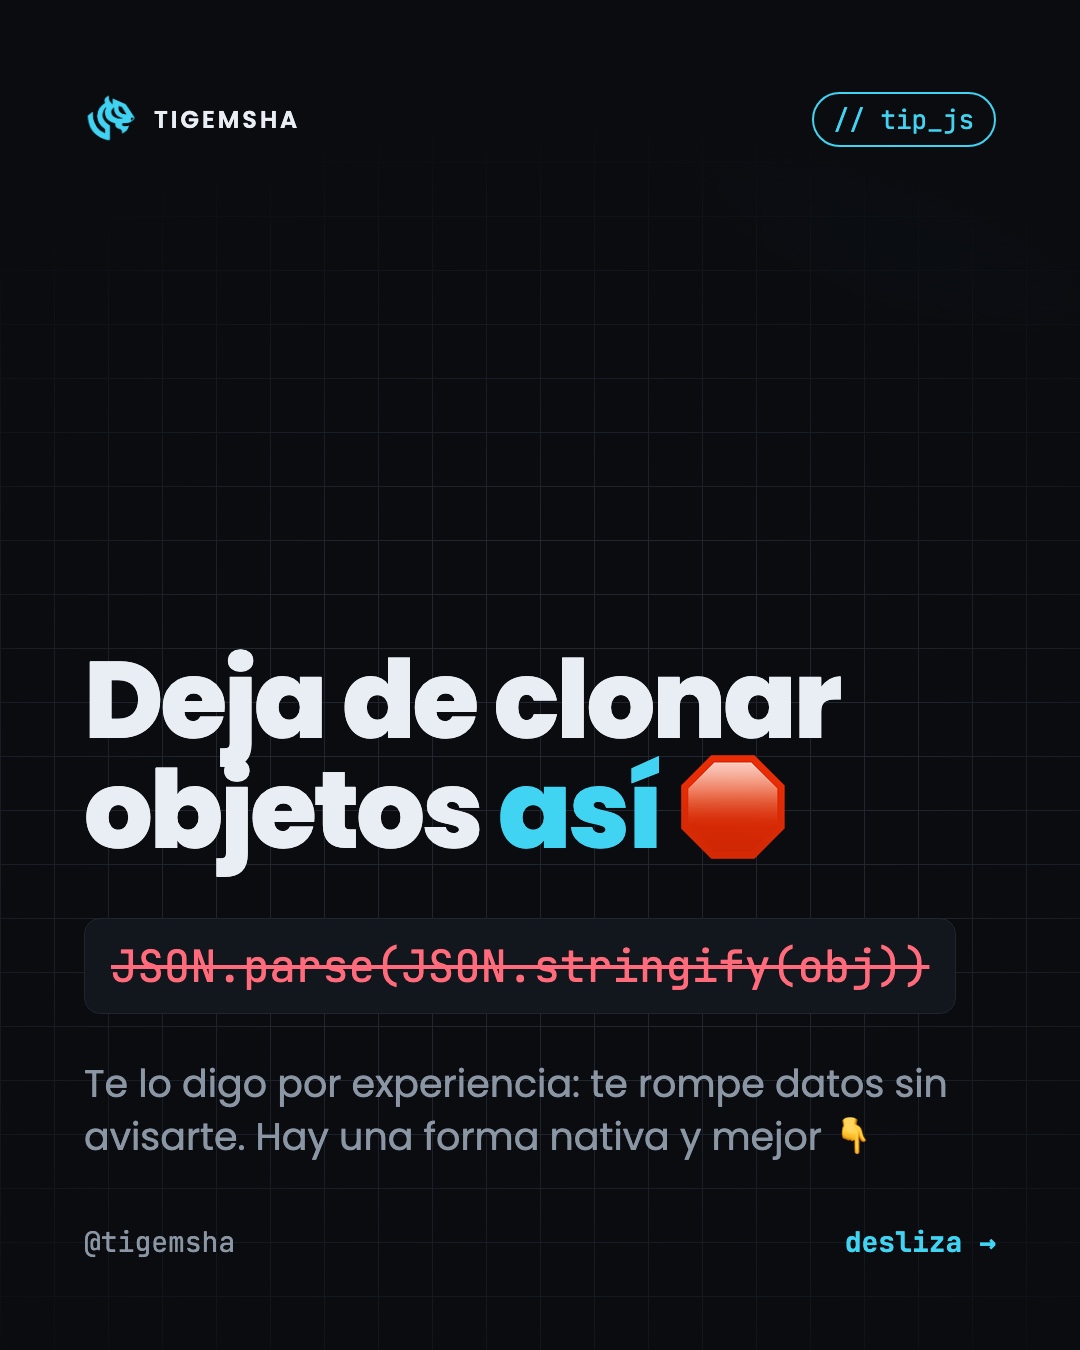 TIGEMSHA
// tip_js
Deja de clonar
objetos así 🛑
JSON.parse(JSON.stringify(obj))
Te lo digo por experiencia: te rompe datos sin
avisarte. Hay una forma nativa y mejor 👇
@tigemsha
desliza →